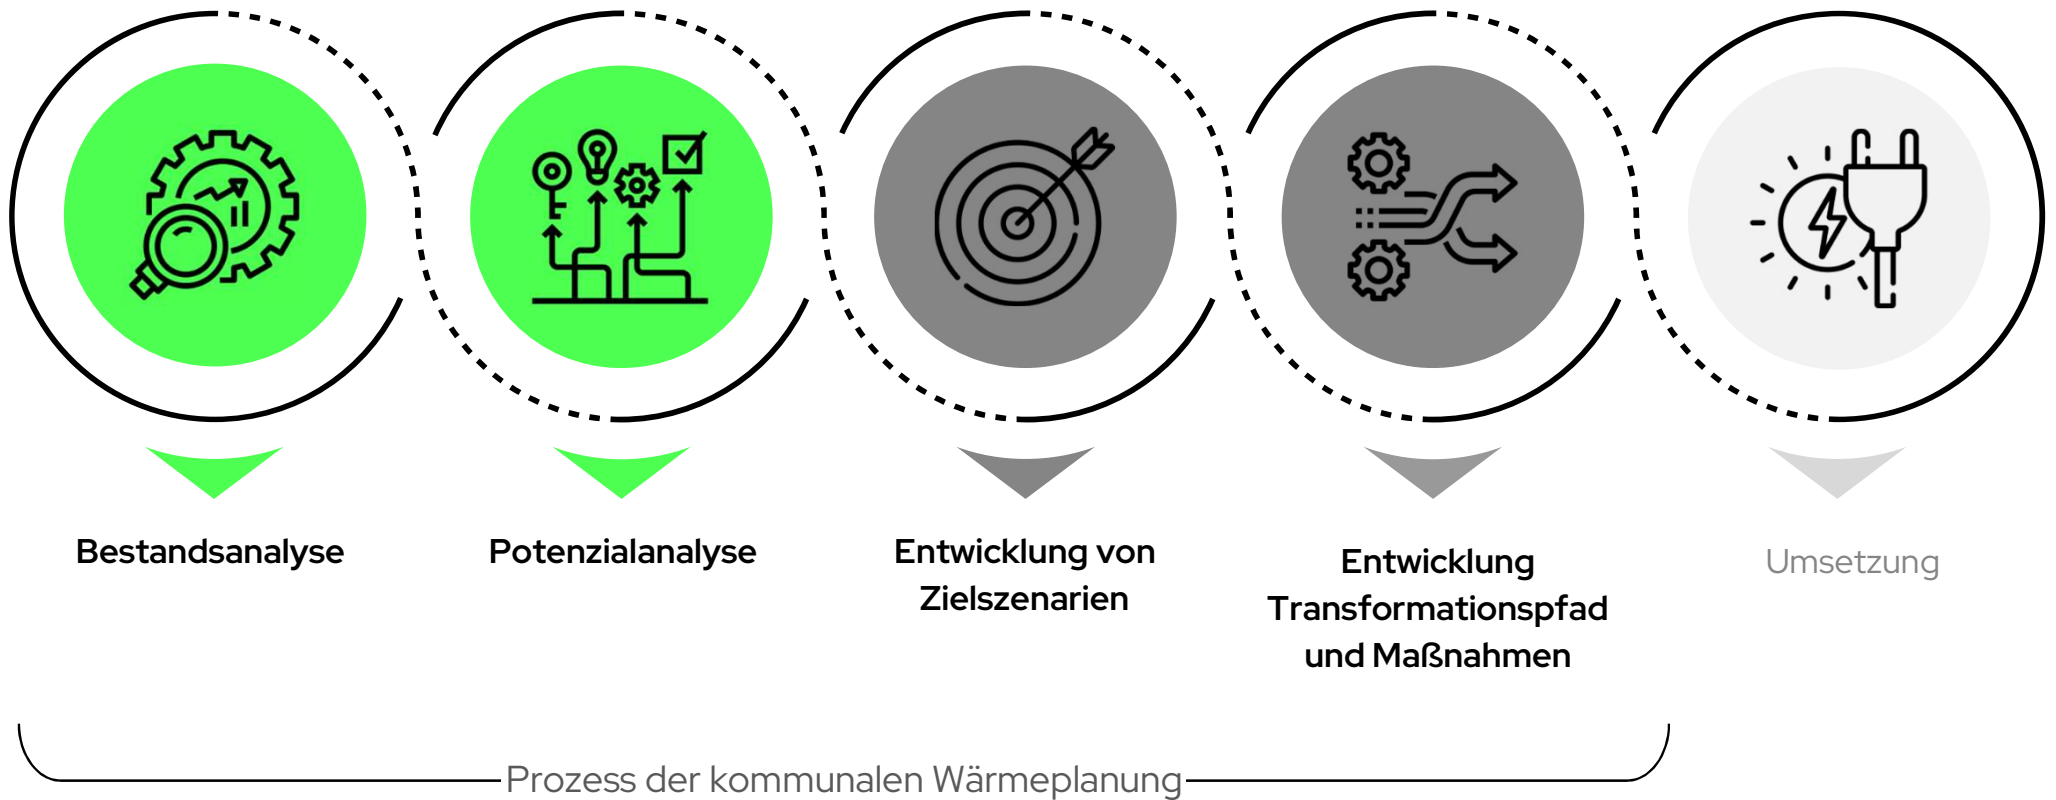 Bestandsanalyse
Potenzialanalyse
Entwicklung von
Zielszenarien
Entwicklung
Transformationspfad
und Maßnahmen
Umsetzung
Prozess der kommunalen Wärmeplanung